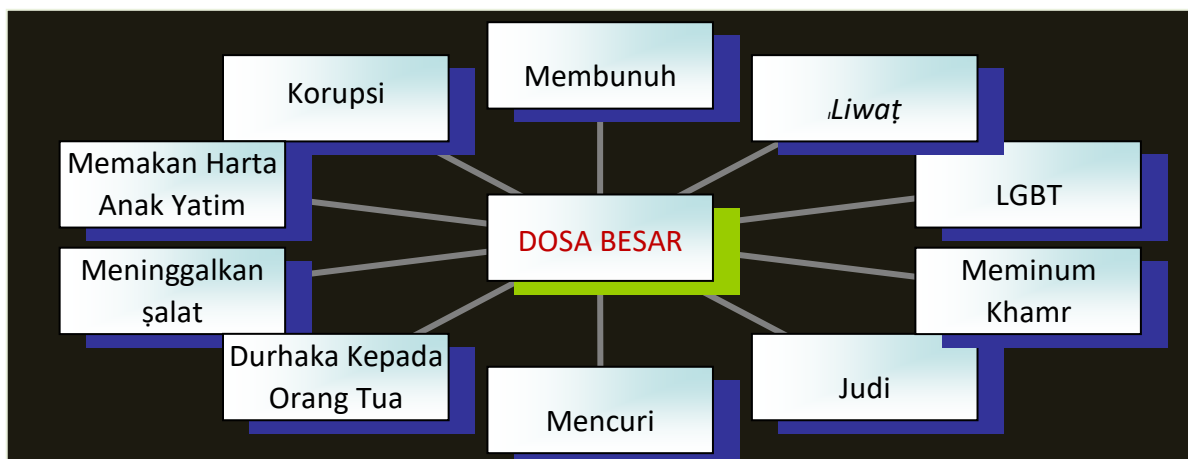 Membunuh
Liwaṭ
Korupsi
LGBT
Memakan Harta
Anak Yatim
DOSA BESAR
Meninggalkan
ṣalat
Meminum
Khamr
Durhaka Kepada
Orang Tua
Judi
Mencuri